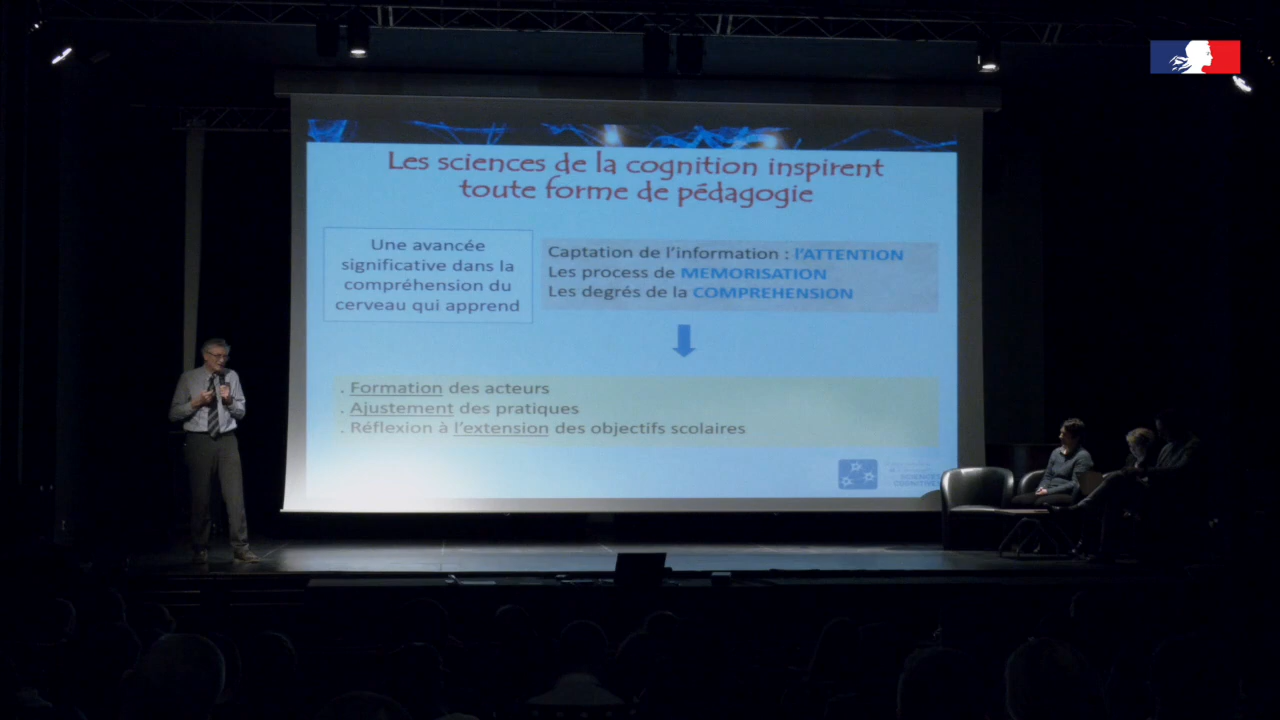 Les sciences de la cognition inspirent
toute forme de pédagogie
Une avancée
significative dans la
compréhension du
cerveau qui apprend
Captation de l'information : l'ATTENTION
Les process de MEMORISATION
Les degrés de la COMPREHENSION
. Formation des acteurs
. Ajustement des pratiques
. Réflexion à l'extension des objectifs scolaires
SCIENCES
COGNITIVES